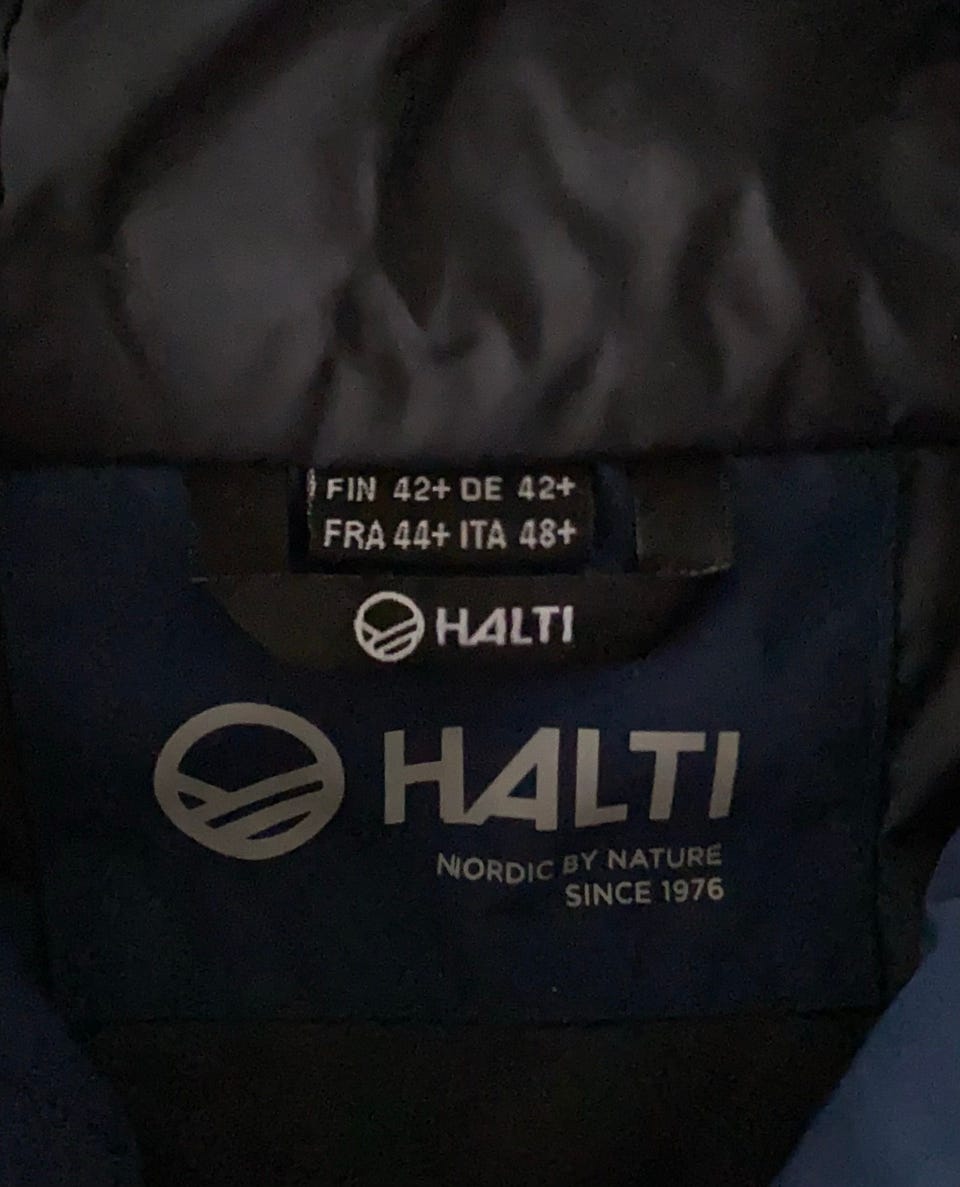 FIN 42+ DE 42+
FRA 44+ ITA 48+
HALTI
HALTI
NORDIC BY NATURE
SINCE 1976